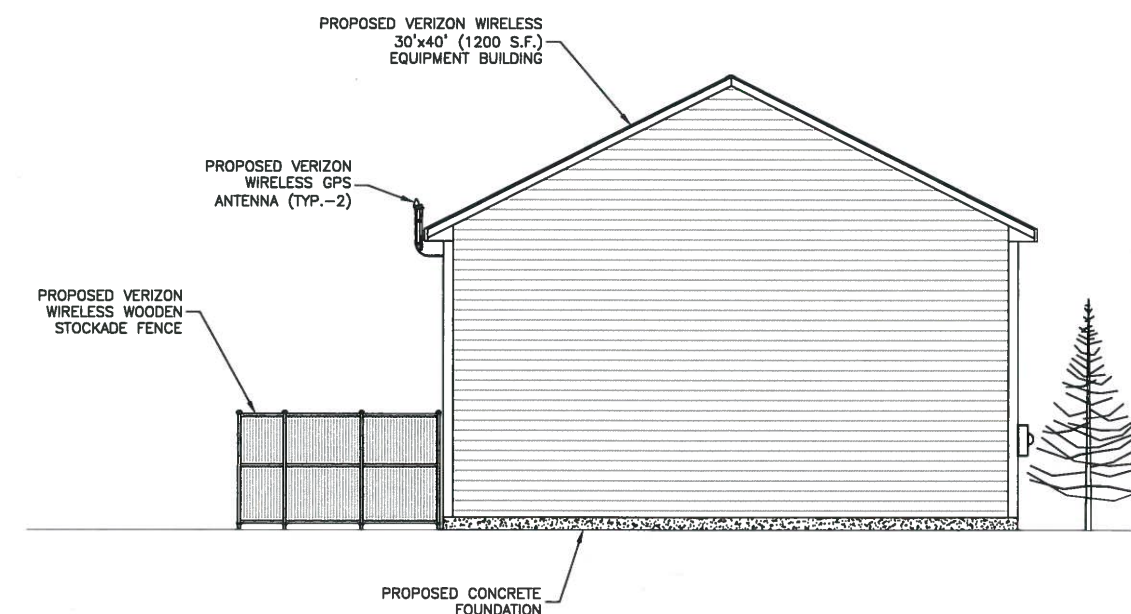 PROPOSED VERIZON WIRELESS
30'x40' (1200 S.F.)
EQUIPMENT BUILDING
PROPOSED VERIZON
WIRELESS GPS
ANTENNA (TYP.-2)
PROPOSED VERIZON
WIRELESS WOODEN
STOCKADE FENCE
PROPOSED CONCRETE
FOUNDATION